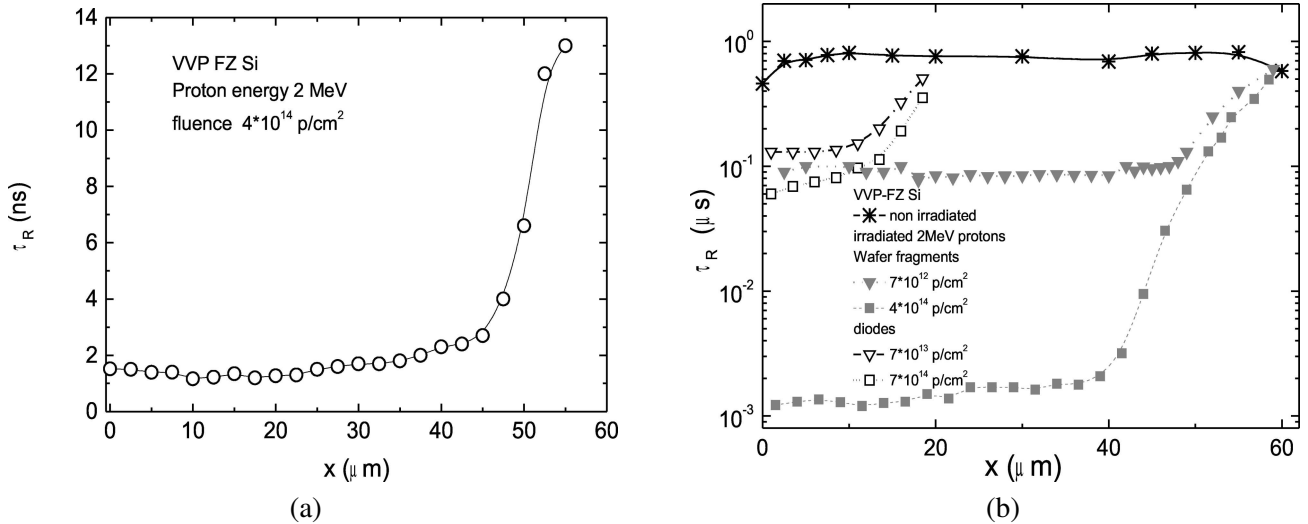 14
12
10
8
6
4
2
0
τR (ns)
VVP FZ Si
Proton energy 2 MeV
fluence 4*10^14 p/cm^2
0 10 20 30 40 50 60
x (μm)
(a)
10^0
10^-1
10^-2
10^-3
τR (μs)
VVP-FZ Si
non irradiated
irradiated 2MeV protons
Wafer fragments
7*10^12 p/cm^2
4*10^14 p/cm^2
diodes
7*10^13 p/cm^2
7*10^14 p/cm^2
0 20 40 60
x (μm)
(b)